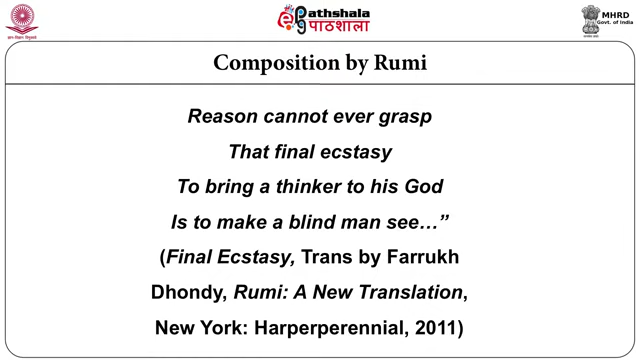 Pathshala
पाठशाला
MHRD
Govt. of India
Composition by Rumi
Reason cannot ever grasp
That final ecstasy
To bring a thinker to his God
Is to make a blind man see…”
(Final Ecstasy, Trans by Farrukh
Dhondy, Rumi: A New Translation,
New York: Harperperennial, 2011)